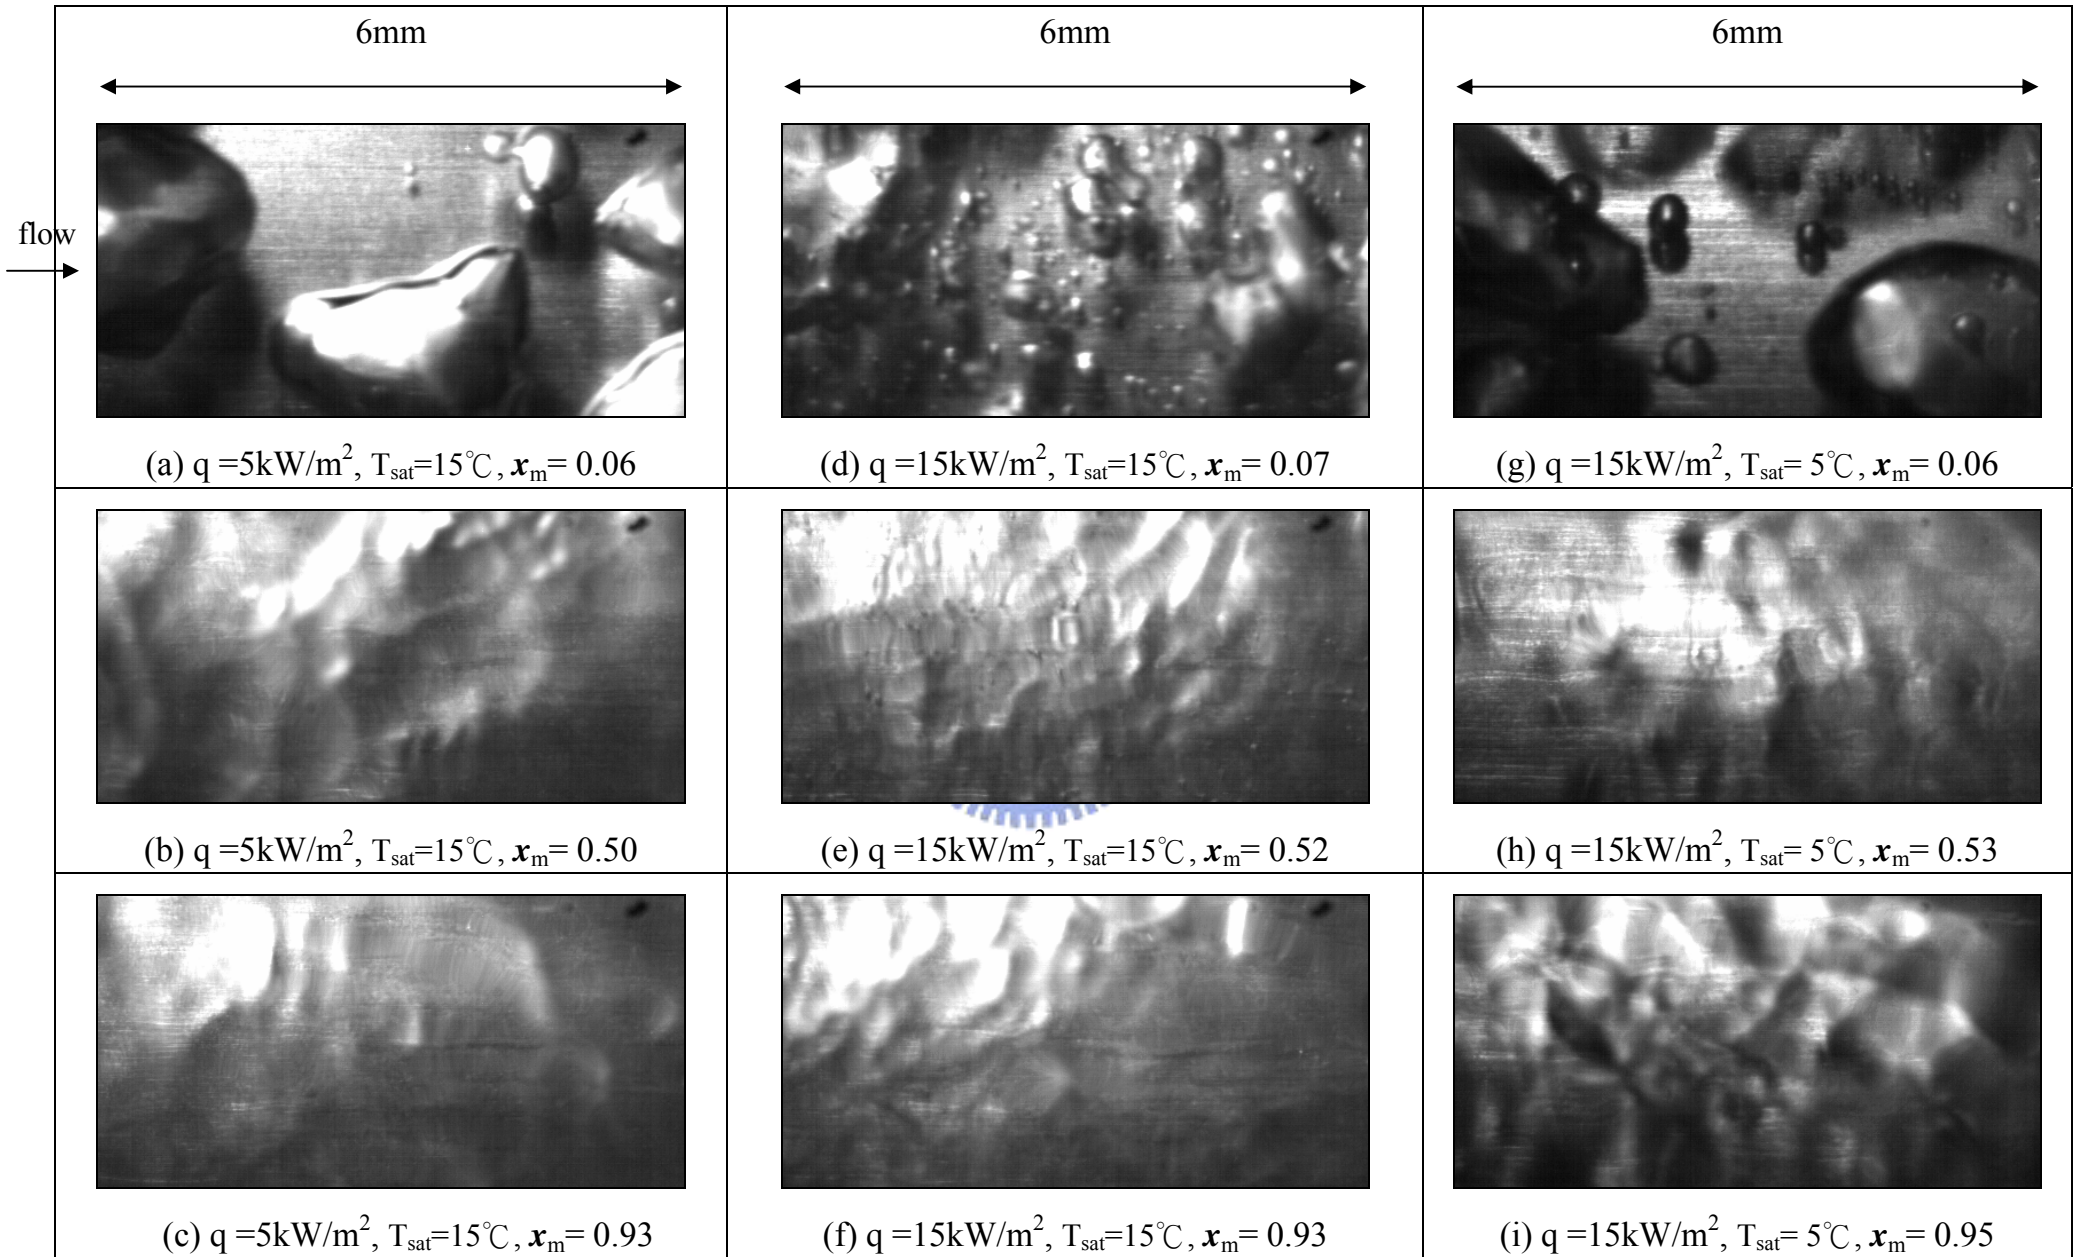 6mm 6mm 6mm
flow
(a) q =5kW/m², Tsat=15℃, xm= 0.06
(d) q =15kW/m², Tsat=15℃, xm= 0.07
(g) q =15kW/m², Tsat= 5℃, xm= 0.06
(b) q =5kW/m², Tsat=15℃, xm= 0.50
(e) q =15kW/m², Tsat=15℃, xm= 0.52
(h) q =15kW/m², Tsat= 5℃, xm= 0.53
(c) q =5kW/m², Tsat=15℃, xm= 0.93
(f) q =15kW/m², Tsat=15℃, xm= 0.93
(i) q =15kW/m², Tsat= 5℃, xm= 0.95